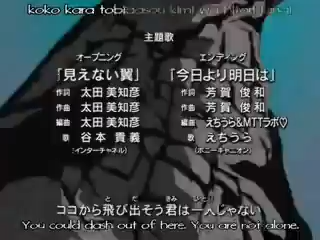 koko kara tobidasou kimi wa hitori janai
主題歌
オープニング
「見えない翼」
作詞 太田 美知彦
作曲 太田 美知彦
編曲 太田 美知彦
歌 谷本 貴義
(インターチャネル)
エンディング
「今日より明日は」
作詞 芳賀 俊和
作曲 芳賀 俊和
編曲 えちうら&MTTラボ♡
歌 えちうら
(ポニーキャニオン)
ココから飛び出そう君は一人じゃない
You could dash out of here. You are not alone.